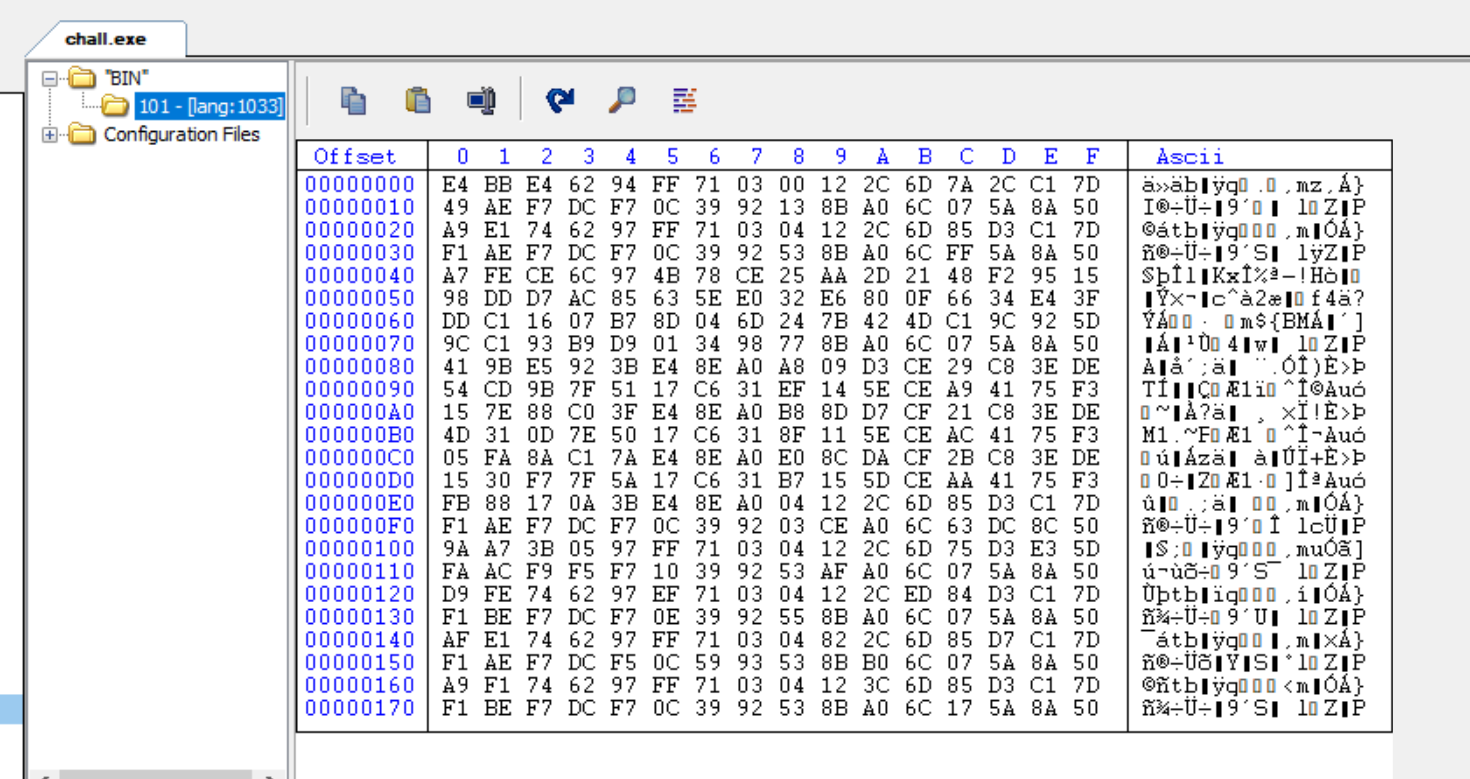 chall.exe
"BIN"
101 - [lang:1033]
Configuration Files
Offset 0 1 2 3 4 5 6 7 8 9 A B C D E F Ascii
00000000 E4 BB E4 62 94 FF 71 03 00 12 2C 6D 7A 2C C1 7D ä»äb ÿq . ,mz,Á}
00000010 49 AE F7 DC F7 0C 39 92 13 8B A0 6C 07 5A 8A 50 I®÷Ü÷ 9´ l Z P
00000020 A9 E1 74 62 97 FF 71 03 04 12 2C 6D 85 D3 C1 7D ©átb ÿq ,m ÓÁ}
00000030 F1 AE F7 DC F7 0C 39 92 53 8B A0 6C FF 5A 8A 50 ñ®÷Ü÷ 9´S lÿZ P
00000040 A7 FE CE 6C 97 4B 78 CE 25 AA 2D 21 48 F2 95 15 §þÎl KxÎ%ª-!Hò
00000050 98 DD D7 AC 85 63 5E E0 32 E6 80 0F 66 34 E4 3F Ý×¬ c^à2æ f4ä?
00000060 DD C1 16 07 B7 8D 04 6D 24 7B 42 4D C1 9C 92 5D ÝÁ · m${BMÁ ´]
00000070 9C C1 93 B9 D9 01 34 98 77 8B A0 6C 07 5A 8A 50 Á ¹Ù 4 w l Z P
00000080 41 9B E5 92 3B E4 8E A0 A8 09 D3 CE 29 C8 3E DE A å´;ä ¨.ÓÎ)È>Þ
00000090 54 CD 9B 7F 51 17 C6 31 EF 14 5E CE A9 41 75 F3 TÍ Q Æ1ï ^Î©Auó
000000A0 15 7E 88 C0 3F E4 8E A0 B8 8D D7 CF 21 C8 3E DE ~ À?ä ¸ ×Ï!È>Þ
000000B0 4D 31 0D 7E 50 17 C6 31 8F 11 5E CE AC 41 75 F3 M1.~P Æ1 ^Î¬Auó
000000C0 05 FA 8A C1 7A E4 8E A0 E0 8C DA CF 2B C8 3E DE ú Ázä à ÚÏ+È>Þ
000000D0 15 30 F7 7F 5A 17 C6 31 B7 15 5D CE AA 41 75 F3 0÷ Z Æ1· ]ÎªAuó
000000E0 FB 88 17 0A 3B E4 8E A0 04 12 2C 6D 85 D3 C1 7D û .;ä ,m ÓÁ}
000000F0 F1 AE F7 DC F7 0C 39 92 03 CE A0 6C 63 DC 8C 50 ñ®÷Ü÷ 9´ Î lcÜ P
00000100 9A A7 3B 05 97 FF 71 03 04 12 2C 6D 75 D3 E3 5D §; ÿq ,muÓã]
00000110 FA AC F9 F5 F7 10 39 92 53 AF A0 6C 07 5A 8A 50 ú¬ùõ÷ 9´S¯ l Z P
00000120 D9 FE 74 62 97 EF 71 03 04 12 2C ED 84 D3 C1 7D Ùþtb ïq ,í ÓÁ}
00000130 F1 BE F7 DC F7 0E 39 92 55 8B A0 6C 07 5A 8A 50 ñ¾÷Ü÷ 9´U l Z P
00000140 AF E1 74 62 97 FF 71 03 04 82 2C 6D 85 D7 C1 7D ¯átb ÿq ,m ×Á}
00000150 F1 AE F7 DC F5 0C 59 93 53 8B B0 6C 07 5A 8A 50 ñ®÷Üõ Y S °l Z P
00000160 A9 F1 74 62 97 FF 71 03 04 12 3C 6D 85 D3 C1 7D ©ñtb ÿq <m ÓÁ}
00000170 F1 BE F7 DC F7 0C 39 92 53 8B A0 6C 17 5A 8A 50 ñ¾÷Ü÷ 9´S l Z P